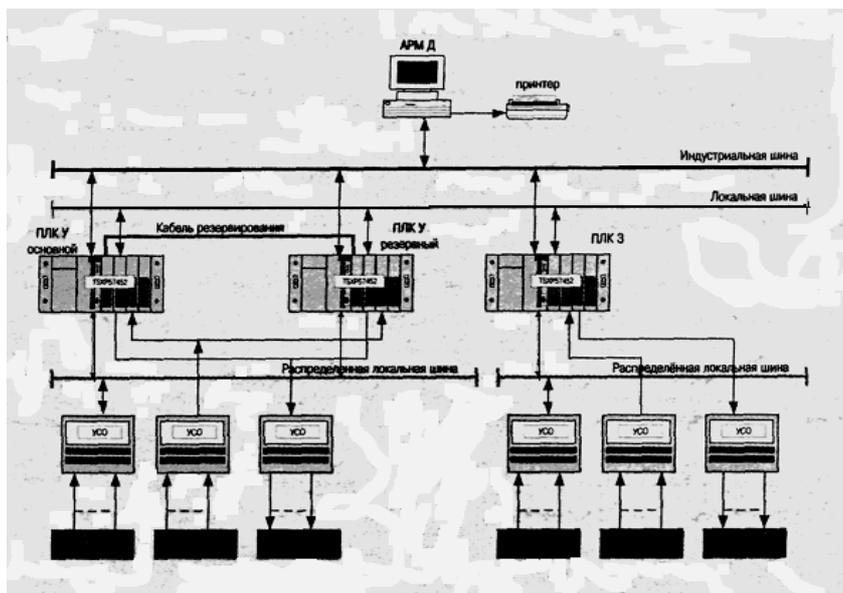 АРМ Д
принтер
Индустриальная шина
Локальная шина
ПЛК У
основной
Кабель резервирования
ПЛК У
резервный
ПЛК З
TSXP57452
TSXP57452
TSXP57452
Распределенная локальная шина
Распределённая локальная шина
УСО
УСО
УСО
УСО
УСО
УСО